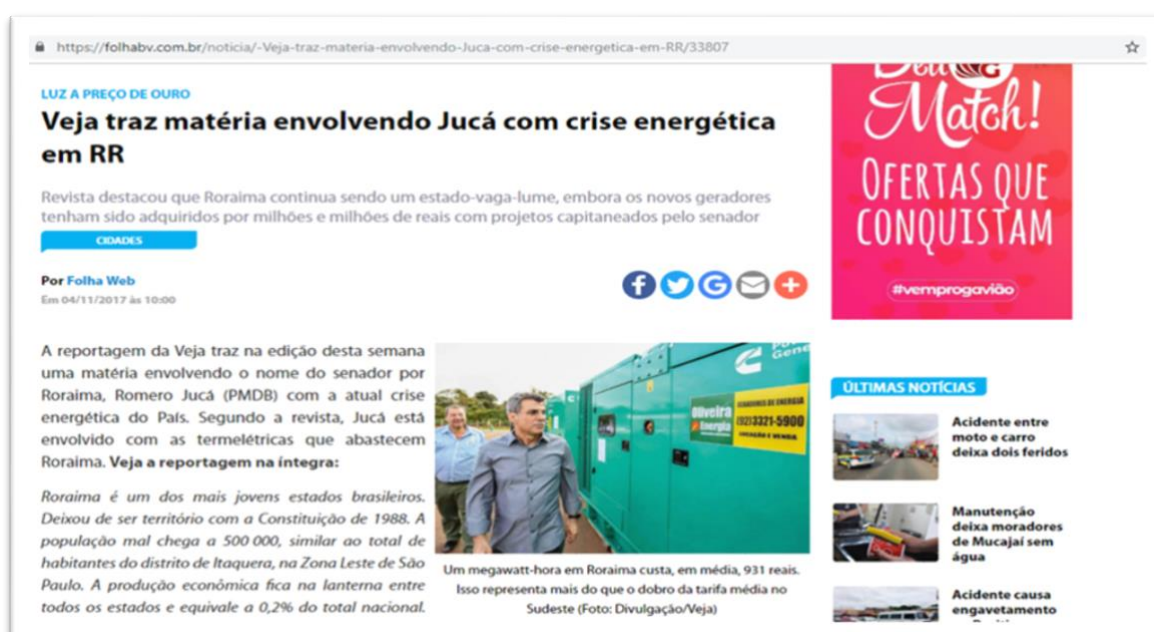 https://folhabv.com.br/noticia/-Veja-traz-materia-envolvendo-Juca-com-crise-energetica-em-RR/33807
LUZ A PREÇO DE OURO
Veja traz matéria envolvendo Jucá com crise energética
em RR
Revista destacou que Roraima continua sendo um estado-vaga-lume, embora os novos geradores
tenham sido adquiridos por milhões e milhões de reais com projetos capitaneados pelo senador
CIDADES
Por Folha Web
Em 04/11/2017 às 10:00
A reportagem da Veja traz na edição desta semana
uma matéria envolvendo o nome do senador por
Roraima, Romero Jucá (PMDB) com a atual crise
energética do País. Segundo a revista, Jucá está
envolvido com as termelétricas que abastecem
Roraima. Veja a reportagem na íntegra:
Roraima é um dos mais jovens estados brasileiros.
Deixou de ser território com a Constituição de 1988. A
população mal chega a 500 000, similar ao total de
habitantes do distrito de Itaquera, na Zona Leste de São
Paulo. A produção econômica fica na lanterna entre
todos os estados e equivale a 0,2% do total nacional.
Oliveira
Energia
GERADORES DE ENERGIA
(92)3321-5900
LOCAÇÃO E VENDA
Um megawatt-hora em Roraima custa, em média, 931 reais.
Isso representa mais do que o dobro da tarifa média no
Sudeste (Foto: Divulgação/Veja)
Match!
OFERTAS QUE
CONQUISTAM
#vemprogavião
ÚLTIMAS NOTÍCIAS
Acidente entre
moto e carro
deixa dois feridos
Manutenção
deixa moradores
de Mucajaí sem
água
Acidente causa
engavetamento